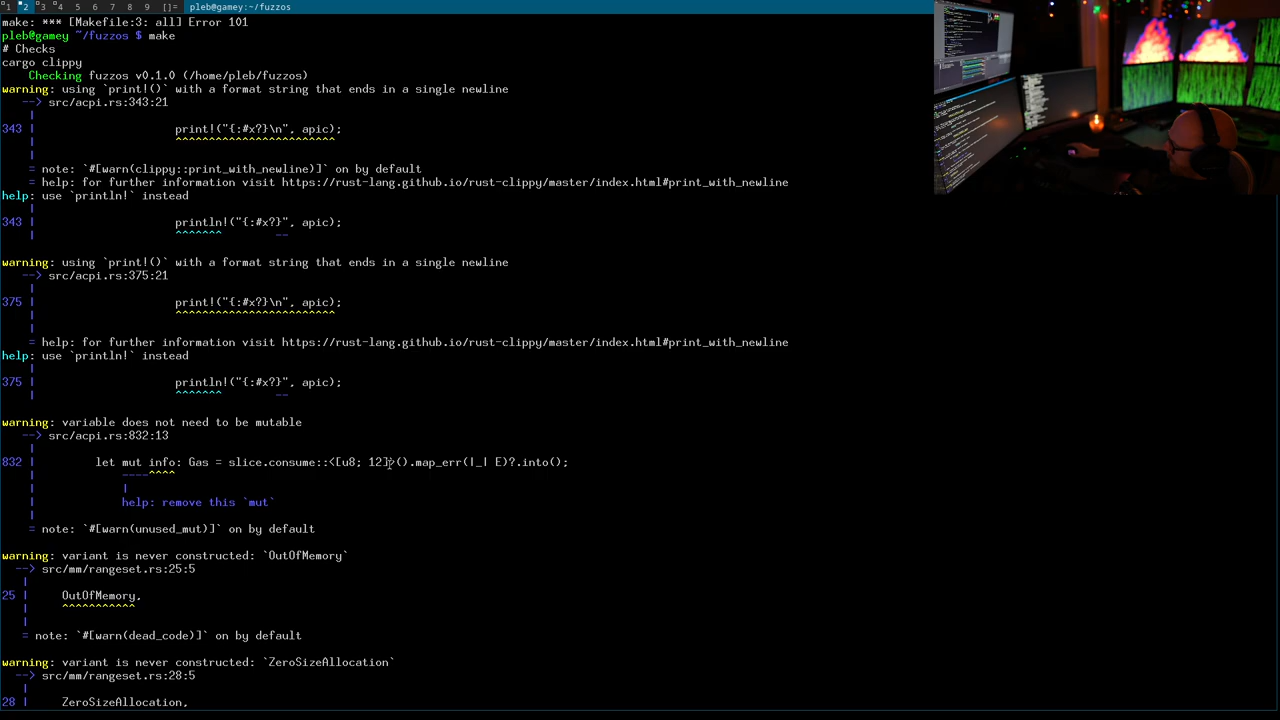 1 2 3 4 5 6 7 8 9 []= pleb@gamey:~/fuzzos
make: *** [Makefile:3: all] Error 101
pleb@gamey ~/fuzzos $ make
# Checks
cargo clippy
Checking fuzzos v0.1.0 (/home/pleb/fuzzos)
warning: using `print!()` with a format string that ends in a single newline
--> src/acpi.rs:343:21
|
343 | print!("{:#x?}\n", apic);
| ^^^^^^^^^^^^^^^^^^^^^^^^
|
= note: `#[warn(clippy::print_with_newline)]` on by default
= help: for further information visit https://rust-lang.github.io/rust-clippy/master/index.html#print_with_newline
help: use `println!` instead
|
343 | println!("{:#x?}", apic);
| ^^^^^^^ --
warning: using `print!()` with a format string that ends in a single newline
--> src/acpi.rs:375:21
|
375 | print!("{:#x?}\n", apic);
| ^^^^^^^^^^^^^^^^^^^^^^^^
|
= help: for further information visit https://rust-lang.github.io/rust-clippy/master/index.html#print_with_newline
help: use `println!` instead
|
375 | println!("{:#x?}", apic);
| ^^^^^^^ --
warning: variable does not need to be mutable
--> src/acpi.rs:832:13
|
832 | let mut info: Gas = slice.consume::<[u8; 12]>().map_err(|_| E)?.into();
| ----^^^^
| |
| help: remove this `mut`
|
= note: `#[warn(unused_mut)]` on by default
warning: variant is never constructed: `OutOfMemory`
--> src/mm/rangeset.rs:25:5
|
25 | OutOfMemory,
| ^^^^^^^^^^^
|
= note: `#[warn(dead_code)]` on by default
warning: variant is never constructed: `ZeroSizeAllocation`
--> src/mm/rangeset.rs:28:5
|
28 | ZeroSizeAllocation,